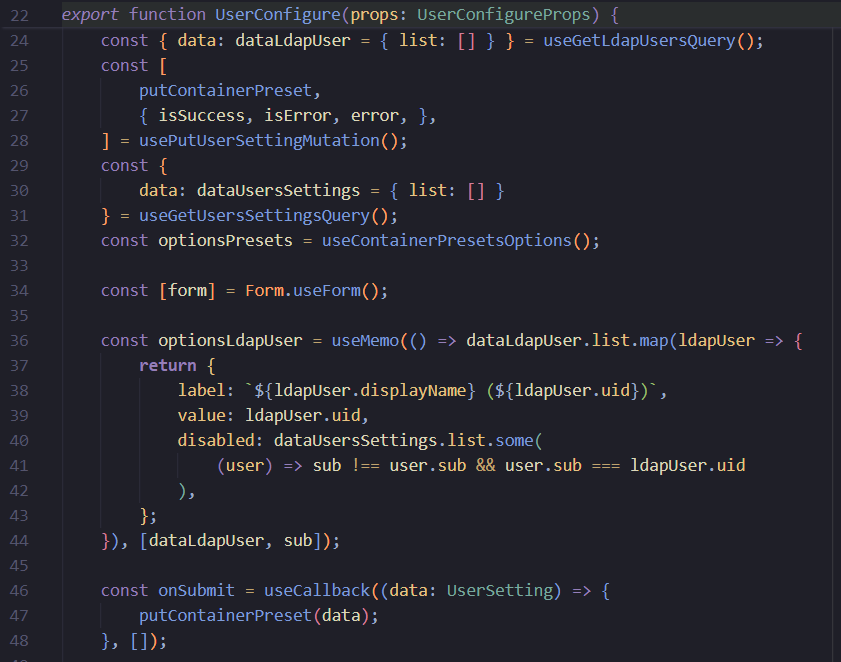 22 export function UserConfigure(props: UserConfigureProps) {
24 const { data: dataLdapUser = { list: [] } } = useGetLdapUsersQuery();
25 const [
26 putContainerPreset,
27 { isSuccess, isError, error, },
28 ] = usePutUserSettingMutation();
29 const {
30 data: dataUsersSettings = { list: [] }
31 } = useGetUsersSettingsQuery();
32 const optionsPresets = useContainerPresetsOptions();
33
34 const [form] = Form.useForm();
35
36 const optionsLdapUser = useMemo(() => dataLdapUser.list.map(ldapUser => {
37 return {
38 label: `${ldapUser.displayName} (${ldapUser.uid})`,
39 value: ldapUser.uid,
40 disabled: dataUsersSettings.list.some(
41 (user) => sub !== user.sub && user.sub === ldapUser.uid
42 ),
43 };
44 }), [dataLdapUser, sub]);
45
46 const onSubmit = useCallback((data: UserSetting) => {
47 putContainerPreset(data);
48 }, []);